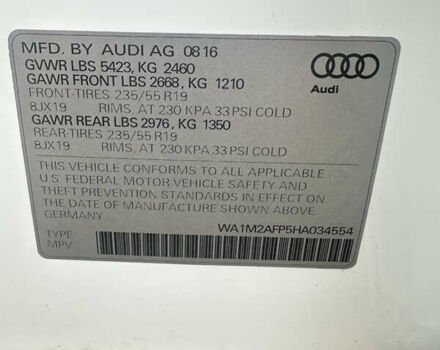 MFD. BY AUDI AG 08 16
GVWR LBS 5423, KG 2460
GAWR FRONT LBS 2668, KG 1210
FRONT-TIRES 235/55 R19
8JX19 RIMS, AT 230 KPA 33 PSI COLD
GAWR REAR LBS 2976, KG 1350
REAR-TIRES 235/55 R19
8JX19 RIMS, AT 230 KPA 33 PSI COLD
Audi
THIS VEHICLE CONFORMS TO ALL APPLICABLE
U.S. FEDERAL MOTOR VEHICLE SAFETY AND
THEFT PREVENTION STANDARDS IN EFFECT ON
THE DATE OF MANUFACTURE SHOWN ABOVE.
GERMANY
WA1M2AFP5HA034554
TYPE:
MPV